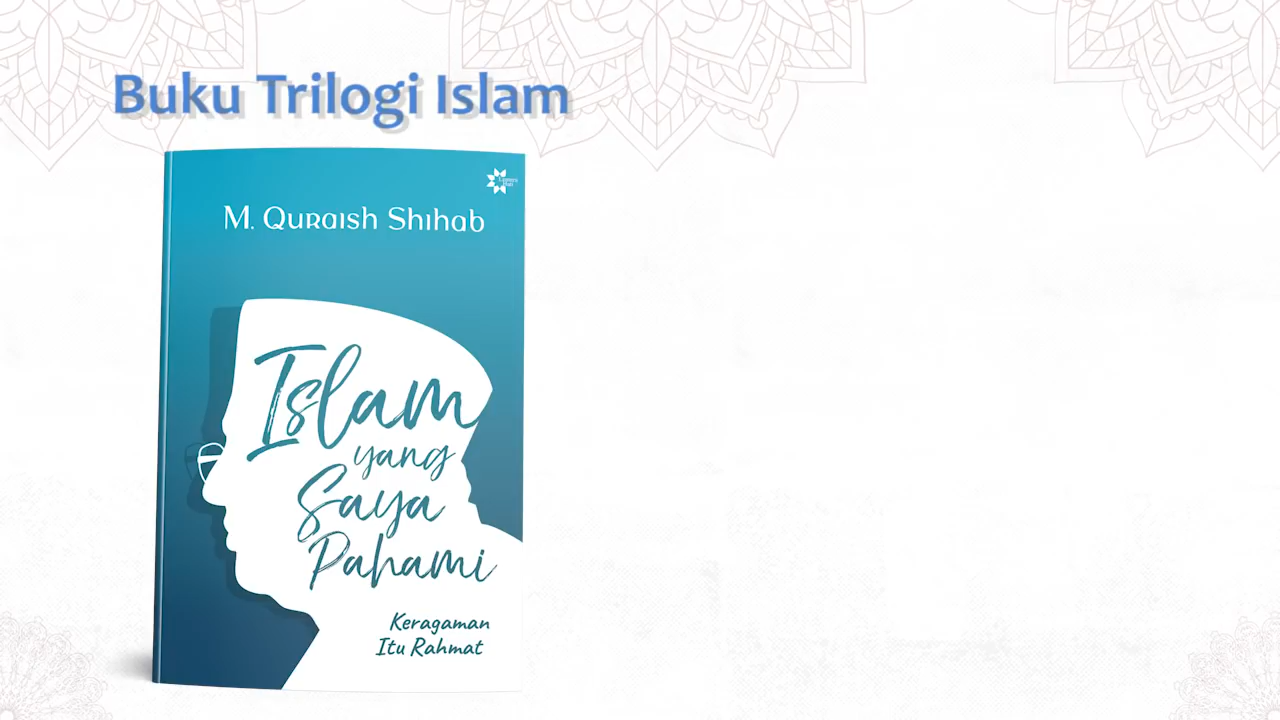 Buku Trilogi Islam
M. Quraish Shihab
Islam
yang
Saya
Pahami
Keragaman
Itu Rahmat